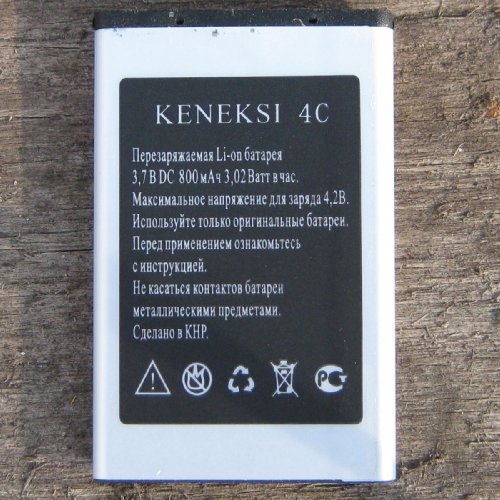 KENEKSI 4C
Перезаряжаемая Li-on батарея
3,7 В DC 800 мАч 3,02 Ватт в час.
Максимальное напряжение для заряда 4,2В.
Используйте только оригинальные батареи.
Перед применением ознакомьтесь
с инструкцией.
Не касаться контактов батареи
металлическими предметами.
Сделано в КНР.